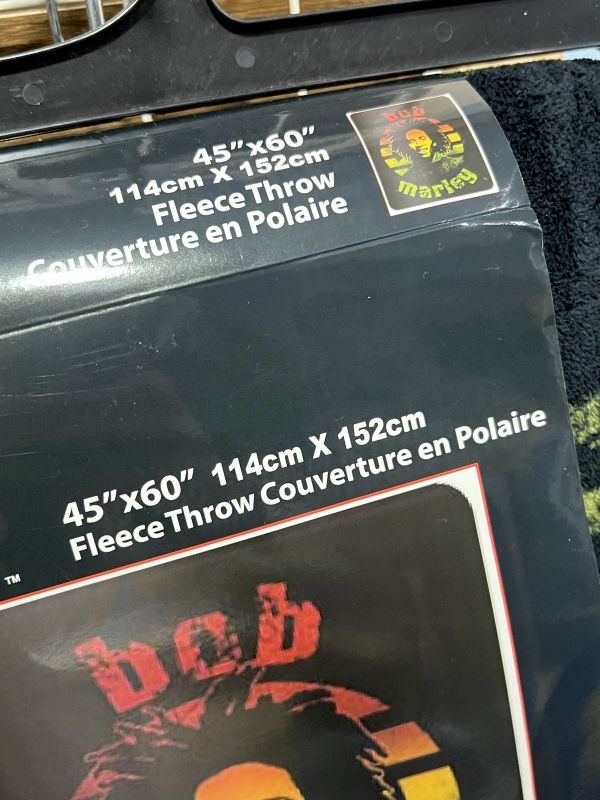 45”x60”
114cm X 152cm
Fleece Throw
Couverture en Polaire
Couverture
bob
marley
45”x60” 114cm X 152cm
Fleece Throw Couverture en Polaire
TM
bob